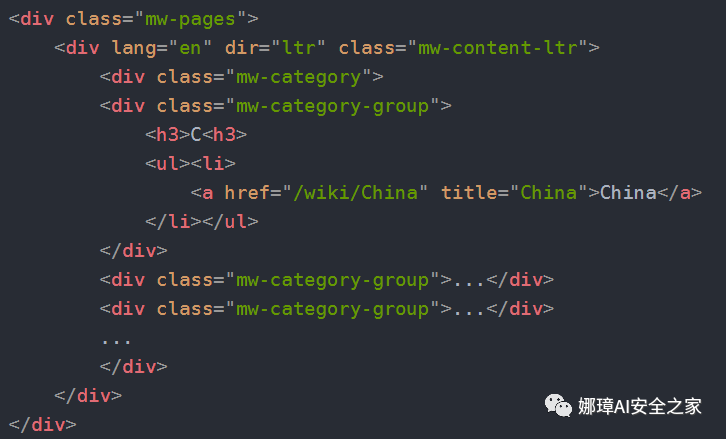 <div class="mw-pages">
    <div lang="en" dir="ltr" class="mw-content-ltr">
        <div class="mw-category">
        <div class="mw-category-group">
            <h3>C<h3>
            <ul><li>
                <a href="/wiki/China" title="China">China</a>
            </li></ul>
        </div>
        <div class="mw-category-group">...</div>
        <div class="mw-category-group">...</div>
        ...
        </div>
    </div>
</div>
娜璋AI安全之家